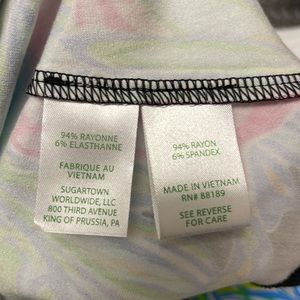 94% RAYONNE
6% ELASTHANNE
FABRIQUE AU
VIETNAM
SUGARTOWN
WORLDWIDE, LLC
800 THIRD AVENUE
KING OF PRUSSIA, PA
94% RAYON
6% SPANDEX
MADE IN VIETNAM
RN# 88189
SEE REVERSE
FOR CARE